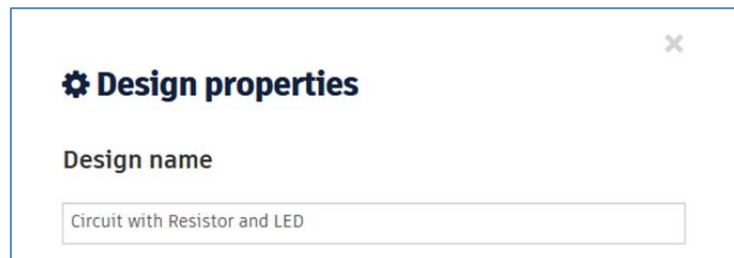 Design properties
Design name
Circuit with Resistor and LED